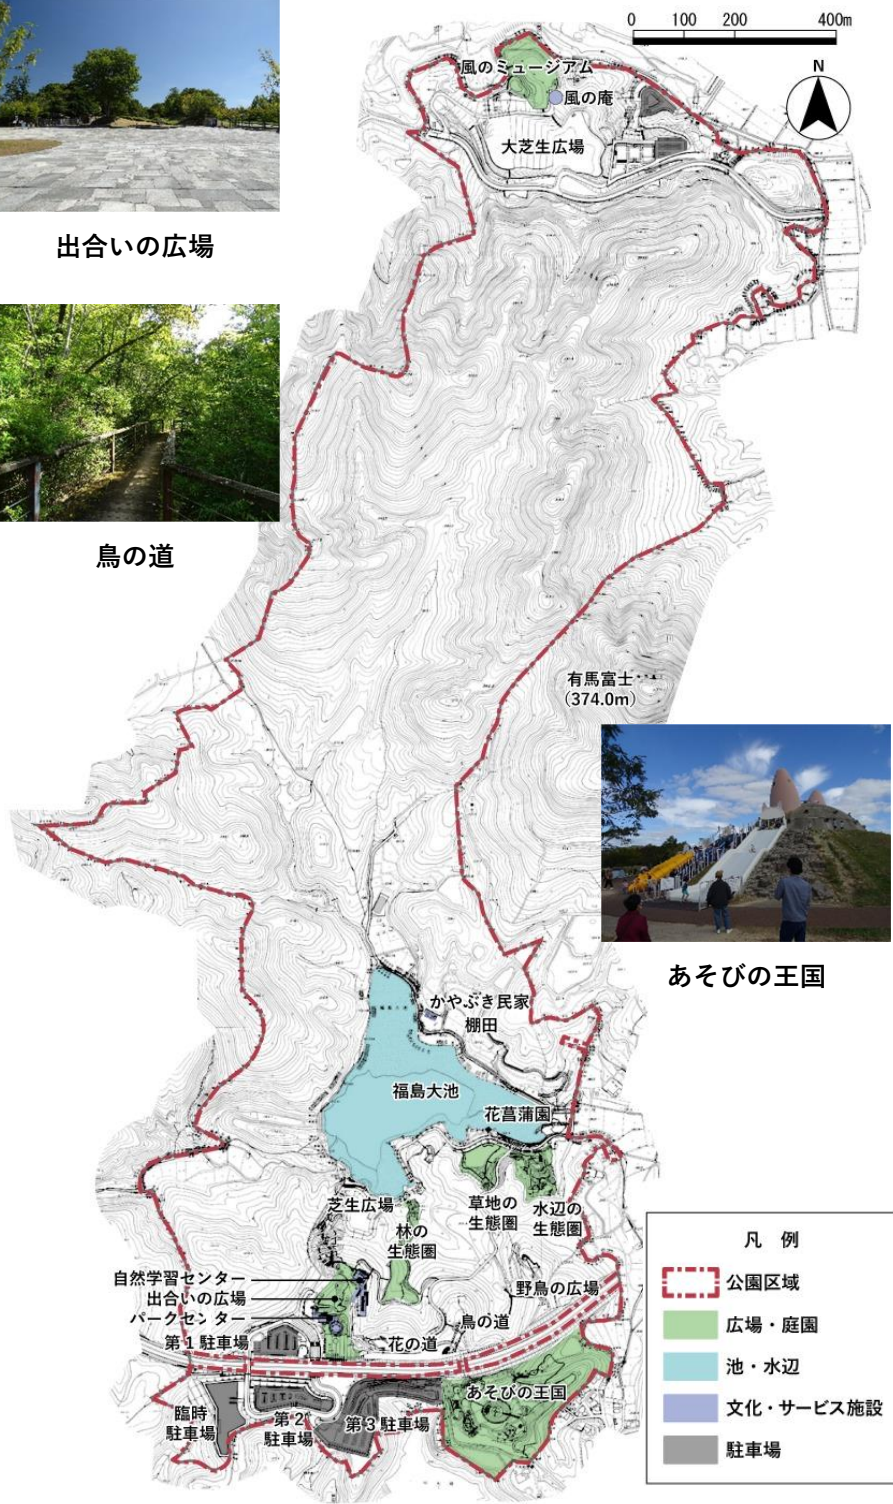 0 100 200 400m
N
風のミュージアム
風の庵
大芝生広場
出合いの広場
鳥の道
有馬富士
(374.0m)
あそびの王国
かやぶき民家
棚田
福島大池
花菖蒲園
芝生広場
草地の
生態圏
水辺の
生態圏
林の
生態圏
自然学習センター
出合いの広場
パークセンター
野鳥の広場
鳥の道
第1駐車場
花の道
あそびの王国
臨時
駐車場
第2
駐車場
第3駐車場
凡 例
公園区域
広場・庭園
池・水辺
文化・サービス施設
駐車場